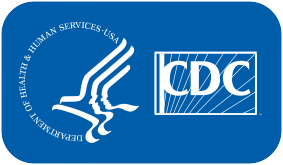 DEPARTMENT OF HEALTH & HUMAN SERVICES·USA
CDC